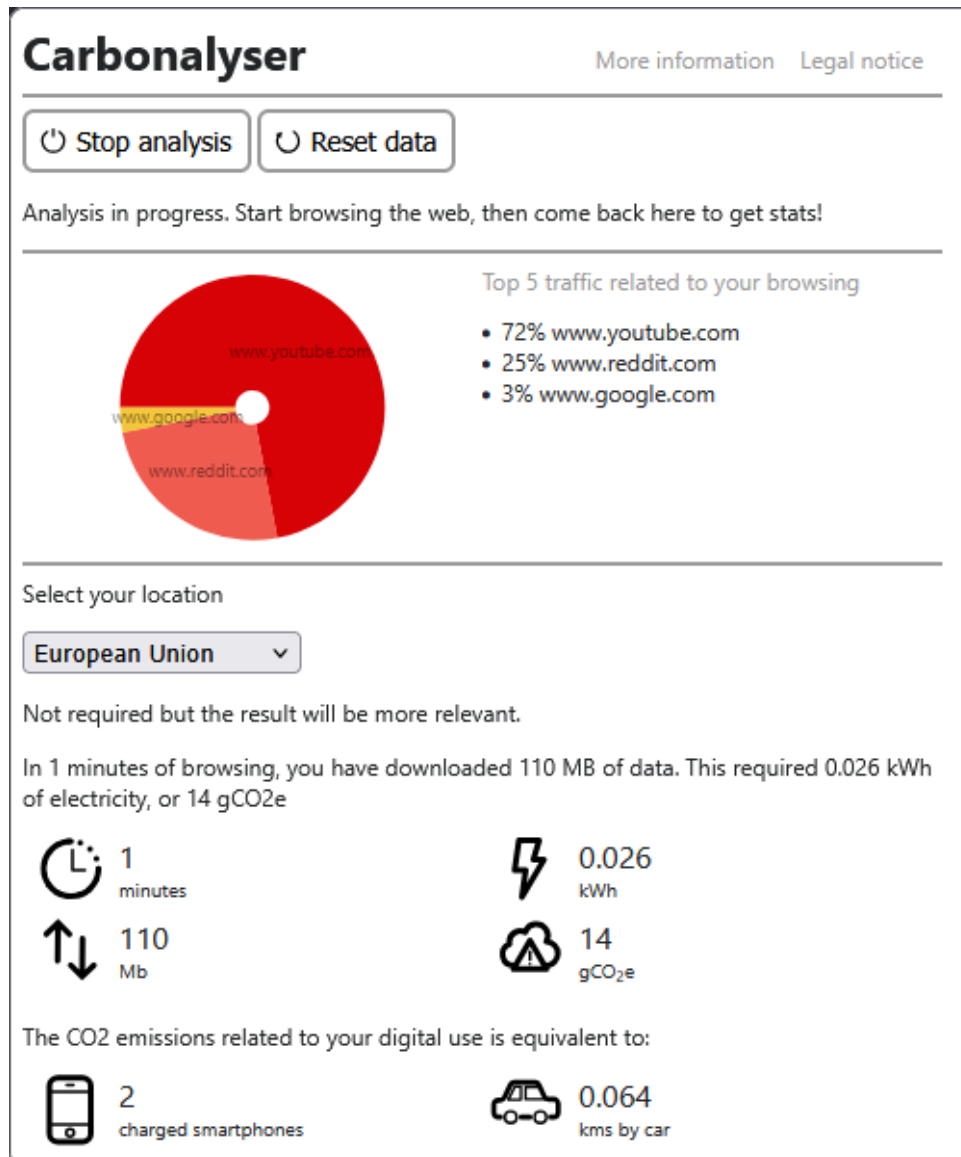 Carbonalyser
More information Legal notice
Stop analysis Reset data
Analysis in progress. Start browsing the web, then come back here to get stats!
Top 5 traffic related to your browsing
www.youtube.com
www.google.com
www.reddit.com
• 72% www.youtube.com
• 25% www.reddit.com
• 3% www.google.com
Select your location
European Union
Not required but the result will be more relevant.
In 1 minutes of browsing, you have downloaded 110 MB of data. This required 0.026 kWh
of electricity, or 14 gCO2e
1
minutes
0.026
kWh
110
Mb
14
gCO₂e
The CO2 emissions related to your digital use is equivalent to:
2
charged smartphones
0.064
kms by car